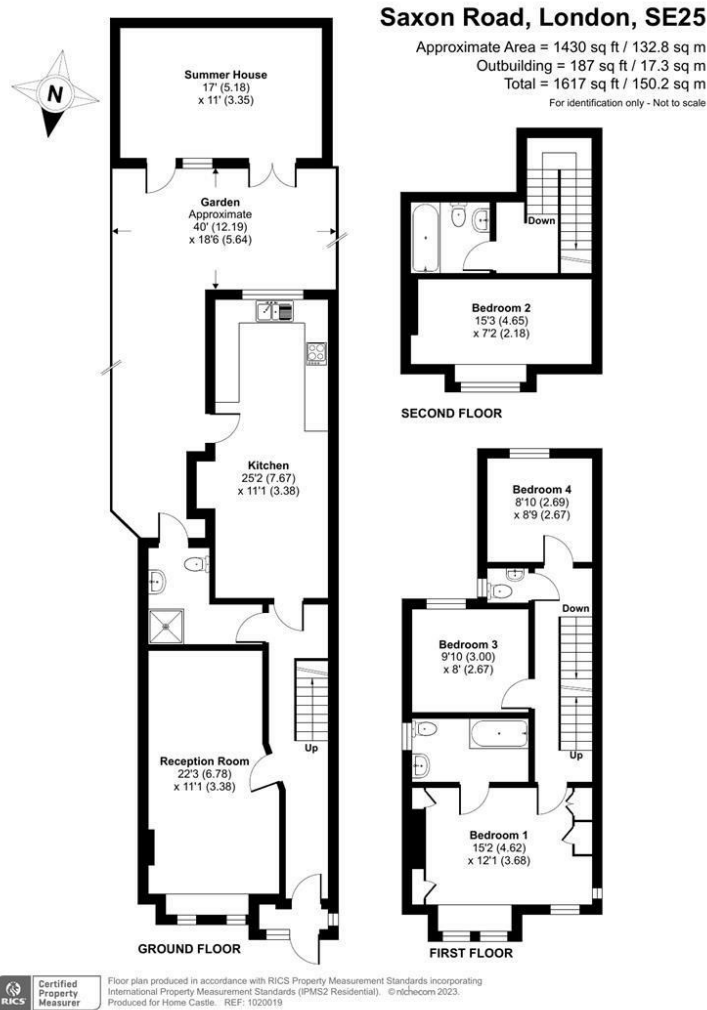 Saxon Road, London, SE25
Approximate Area = 1430 sq ft / 132.8 sq m
Outbuilding = 187 sq ft / 17.3 sq m
Total = 1617 sq ft / 150.2 sq m
For identification only - Not to scale
N
Summer House
17' (5.18)
x 11' (3.35)
Garden
Approximate
40' (12.19)
x 18'6 (5.64)
Down
Bedroom 2
15'3 (4.65)
x 7'2 (2.18)
SECOND FLOOR
Kitchen
25'2 (7.67)
x 11'1 (3.38)
Bedroom 4
8'10 (2.69)
x 8'9 (2.67)
Down
Bedroom 3
9'10 (3.00)
x 8' (2.67)
Up
Reception Room
22'3 (6.78)
x 11'1 (3.38)
Up
Bedroom 1
15'2 (4.62)
x 12'1 (3.68)
GROUND FLOOR
FIRST FLOOR
RICS
Certified
Property
Measurer
Floor plan produced in accordance with RICS Property Measurement Standards incorporating
International Property Measurement Standards (IPMS2 Residential). ©nichecom 2023.
Produced for Home Castle. REF: 1020019